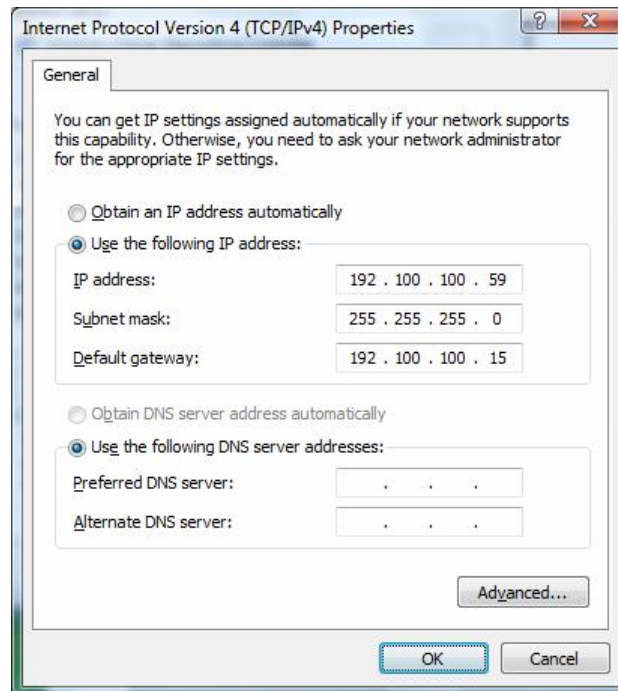 Internet Protocol Version 4 (TCP/IPv4) Properties
?
X
General
You can get IP settings assigned automatically if your network supports
this capability. Otherwise, you need to ask your network administrator
for the appropriate IP settings.
Obtain an IP address automatically
Use the following IP address:
IP address: 192 . 100 . 100 . 59
Subnet mask: 255 . 255 . 255 . 0
Default gateway: 192 . 100 . 100 . 15
Obtain DNS server address automatically
Use the following DNS server addresses:
Preferred DNS server: . . .
Alternate DNS server: . . .
Advanced...
OK Cancel